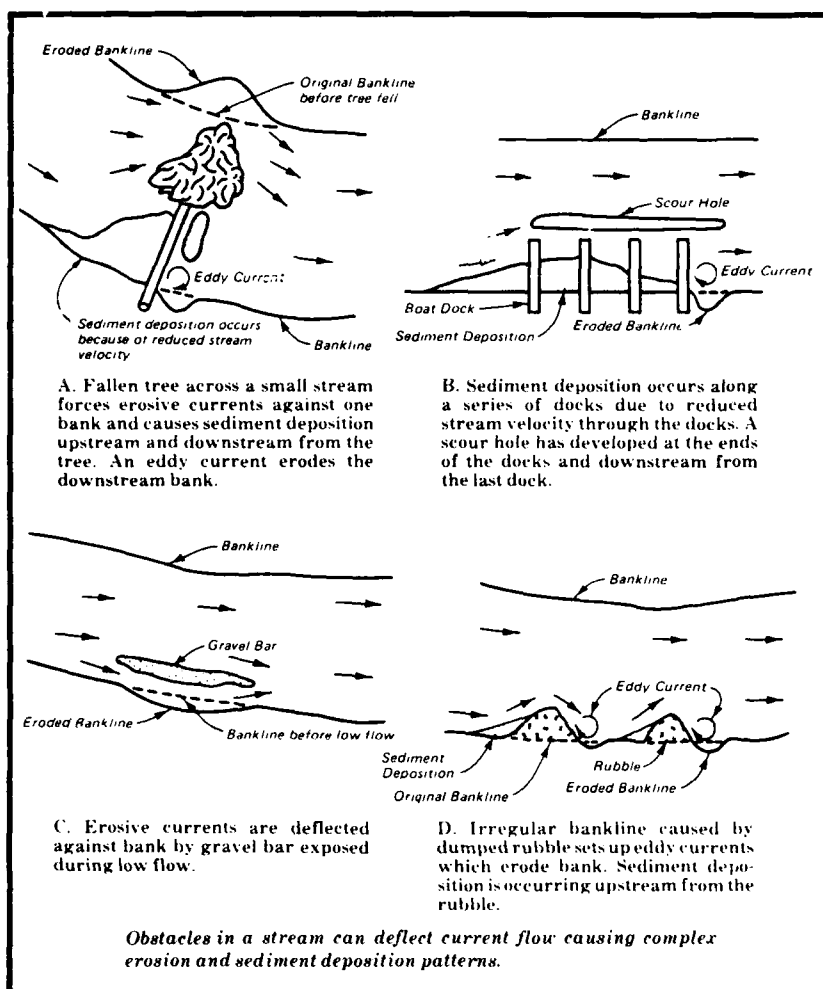 Eroded Bankline
Original Bankline
before tree fell
Eddy Current
Sediment deposition occurs
because of reduced stream
velocity
Bankline
A. Fallen tree across a small stream
forces erosive currents against one
bank and causes sediment deposition
upstream and downstream from the
tree. An eddy current erodes the
downstream bank.
Bankline
Scour Hole
Eddy Current
Boat Dock
Sediment Deposition
Eroded Bankline
B. Sediment deposition occurs along
a series of docks due to reduced
stream velocity through the docks. A
scour hole has developed at the ends
of the docks and downstream from
the last dock.
Bankline
Gravel Bar
Eroded Bankline
Bankline before low flow
C. Erosive currents are deflected
against bank by gravel bar exposed
during low flow.
Bankline
Eddy Current
Sediment
Deposition
Rubble
Original Bankline
Eroded Bankline
D. Irregular bankline caused by
dumped rubble sets up eddy currents
which erode bank. Sediment depo-
sition is occurring upstream from the
rubble.
Obstacles in a stream can deflect current flow causing complex
erosion and sediment deposition patterns.